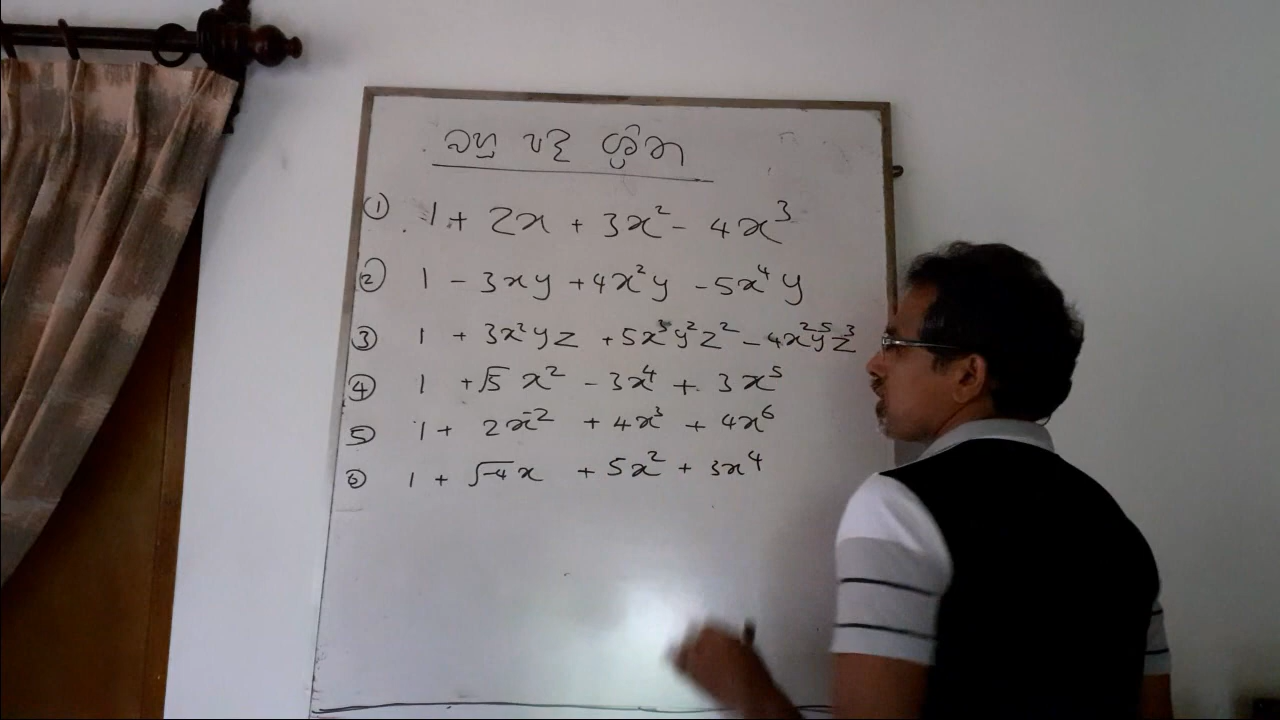 බහු පද ශ්‍රිත
① 1 + 2x + 3x² - 4x³
② 1 - 3xy + 4x²y - 5x⁴y
③ 1 + 3x²yz + 5x³y²z² - 4x²y⁵z³
④ 1 + √5 x² - 3x⁴ + 3x⁵
⑤ 1 + 2x⁻² + 4x³ + 4x⁶
⑥ 1 + √-4 x + 5x² + 3x⁴